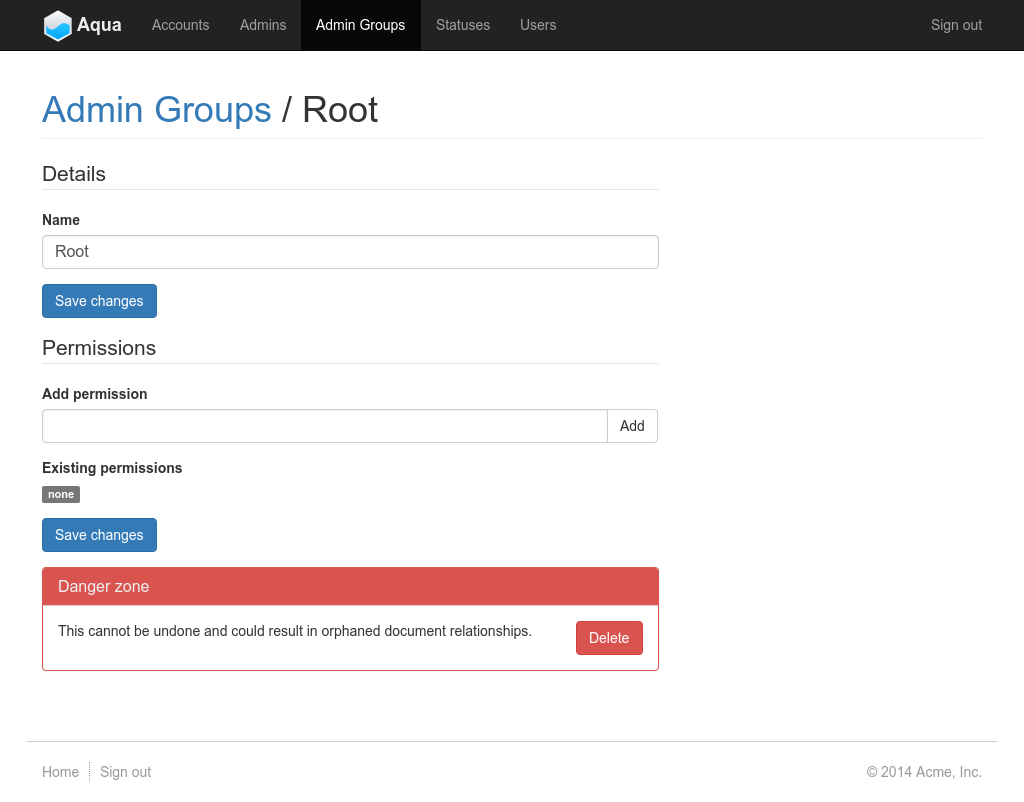 Aqua Accounts Admins Admin Groups Statuses Users Sign out
Admin Groups / Root
Details
Name
Root
Save changes
Permissions
Add permission
Add
Existing permissions
none
Save changes
Danger zone
This cannot be undone and could result in orphaned document relationships. Delete
Home Sign out © 2014 Acme, Inc.